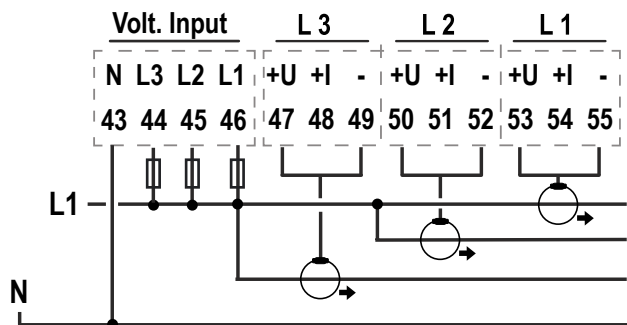 Volt. Input L 3 L 2 L 1
N L3 L2 L1 +U +I - +U +I - +U +I -
43 44 45 46 47 48 49 50 51 52 53 54 55
L1
N